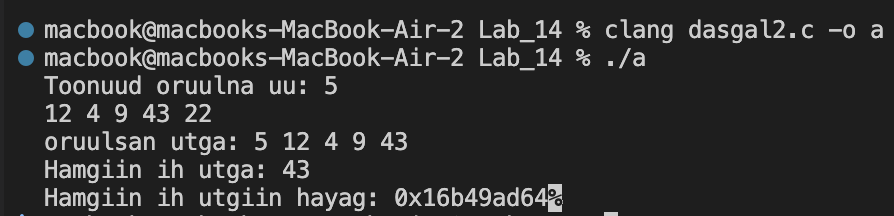 macbook@macbooks-MacBook-Air-2 Lab_14 % clang dasgal2.c -o a
macbook@macbooks-MacBook-Air-2 Lab_14 % ./a
Toonuud oruulna uu: 5
12 4 9 43 22
oruulsan utga: 5 12 4 9 43
Hamgiin ih utga: 43
Hamgiin ih utgiin hayag: 0x16b49ad64%